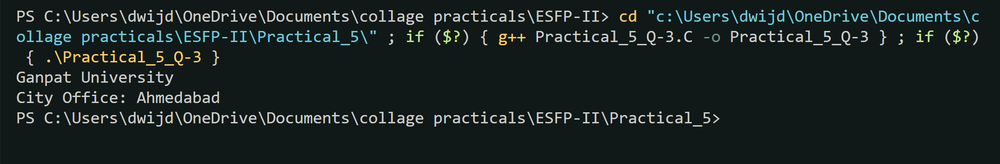 PS C:\Users\dwijd\OneDrive\Documents\collage practicals\ESFP-II> cd "c:\Users\dwijd\OneDrive\Documents\c
ollage practicals\ESFP-II\Practical_5\" ; if ($?) { g++ Practical_5_Q-3.C -o Practical_5_Q-3 } ; if ($?)
 { .\Practical_5_Q-3 }
Ganpat University
City Office: Ahmedabad
PS C:\Users\dwijd\OneDrive\Documents\collage practicals\ESFP-II\Practical_5>